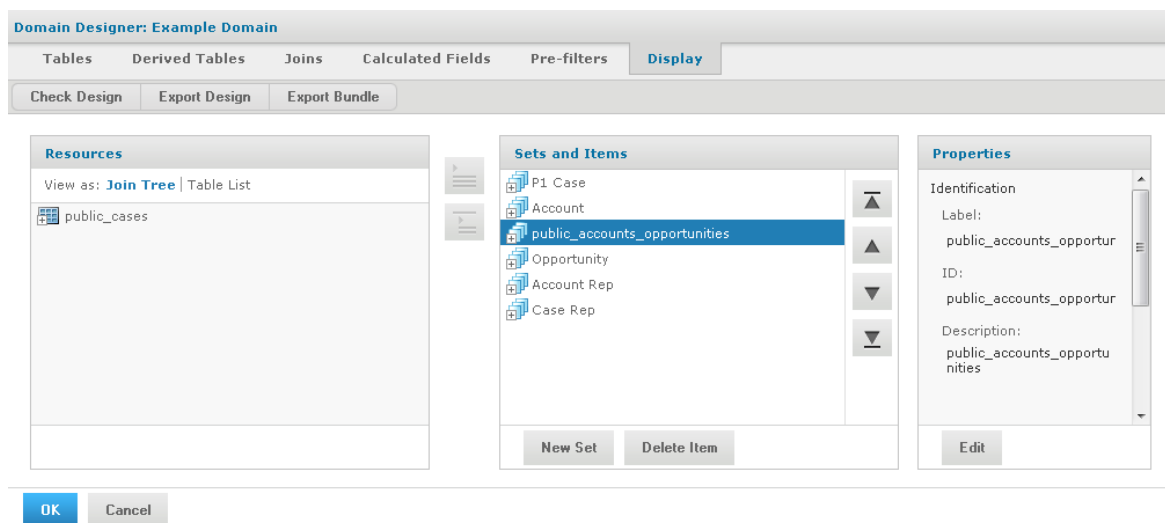 Domain Designer: Example Domain
Tables Derived Tables Joins Calculated Fields Pre-filters Display
Check Design Export Design Export Bundle
Resources
View as: Join Tree | Table List
public_cases
Sets and Items
P1 Case
Account
public_accounts_opportunities
Opportunity
Account Rep
Case Rep
New Set Delete Item
Properties
Identification
Label:
public_accounts_opportur
ID:
public_accounts_opportur
Description:
public_accounts_opportu
nities
Edit
OK Cancel